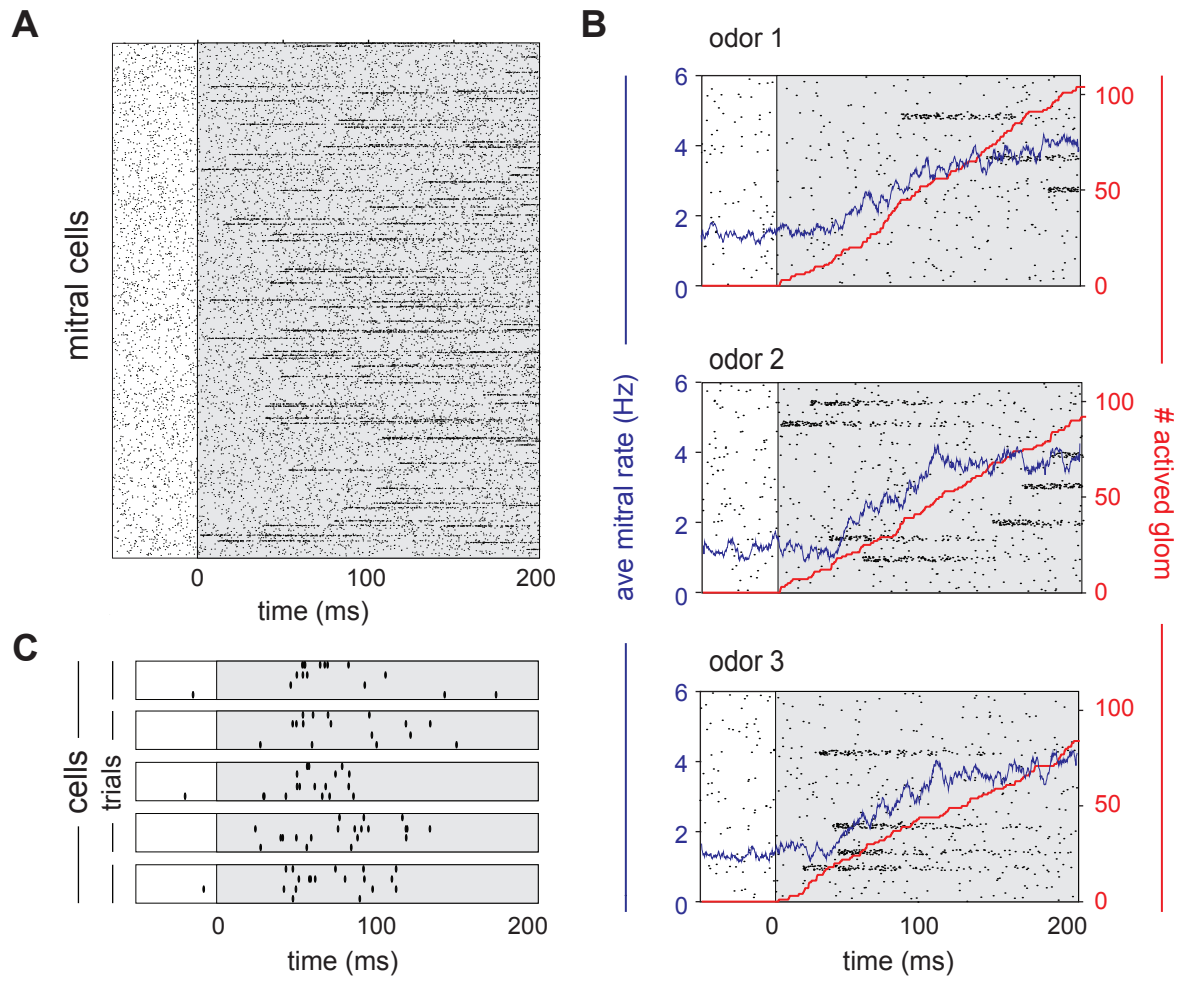 A
mitral cells
0 100 200
time (ms)
B
odor 1
6
4
2
0
100
50
0
odor 2
6
4
2
0
100
50
0
odor 3
6
4
2
0
100
50
0
ave mitral rate (Hz)
# actived glom
0 100 200
time (ms)
C
cells
trials
0 100 200
time (ms)